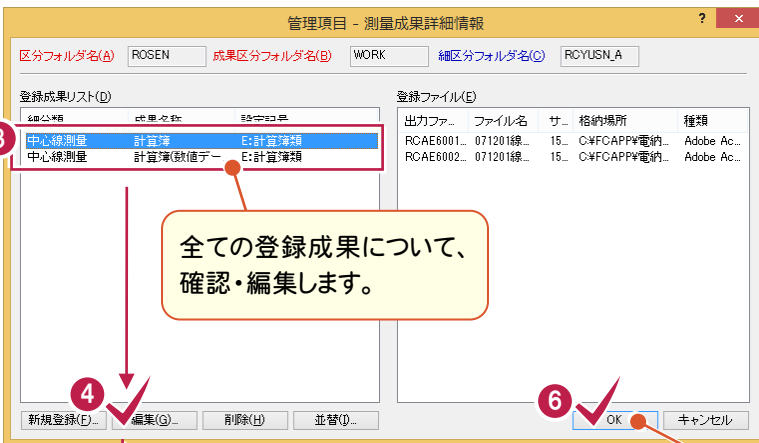 管理項目 - 測量成果詳細情報
? ×
区分フォルダ名(A) ROSEN 成果区分フォルダ名(B) WORK 細区分フォルダ名(C) RCYUSN_A
登録成果リスト(D)
細分類 成果名称 設定記号
中心線測量 計算簿 E:計算簿類
中心線測量 計算簿(数値デー E:計算簿類
3
登録ファイル(E)
出力ファ... ファイル名 サ... 格納場所 種類
RCAE6001... 071201線... 15... C:¥FCAPP¥電納... Adobe Ac...
RCAE6002... 071201線... 15... C:¥FCAPP¥電納... Adobe Ac...
全ての登録成果について、
確認・編集します。
4
6
新規登録(F)... 編集(G)... 削除(H) 並替(I)...
OK キャンセル